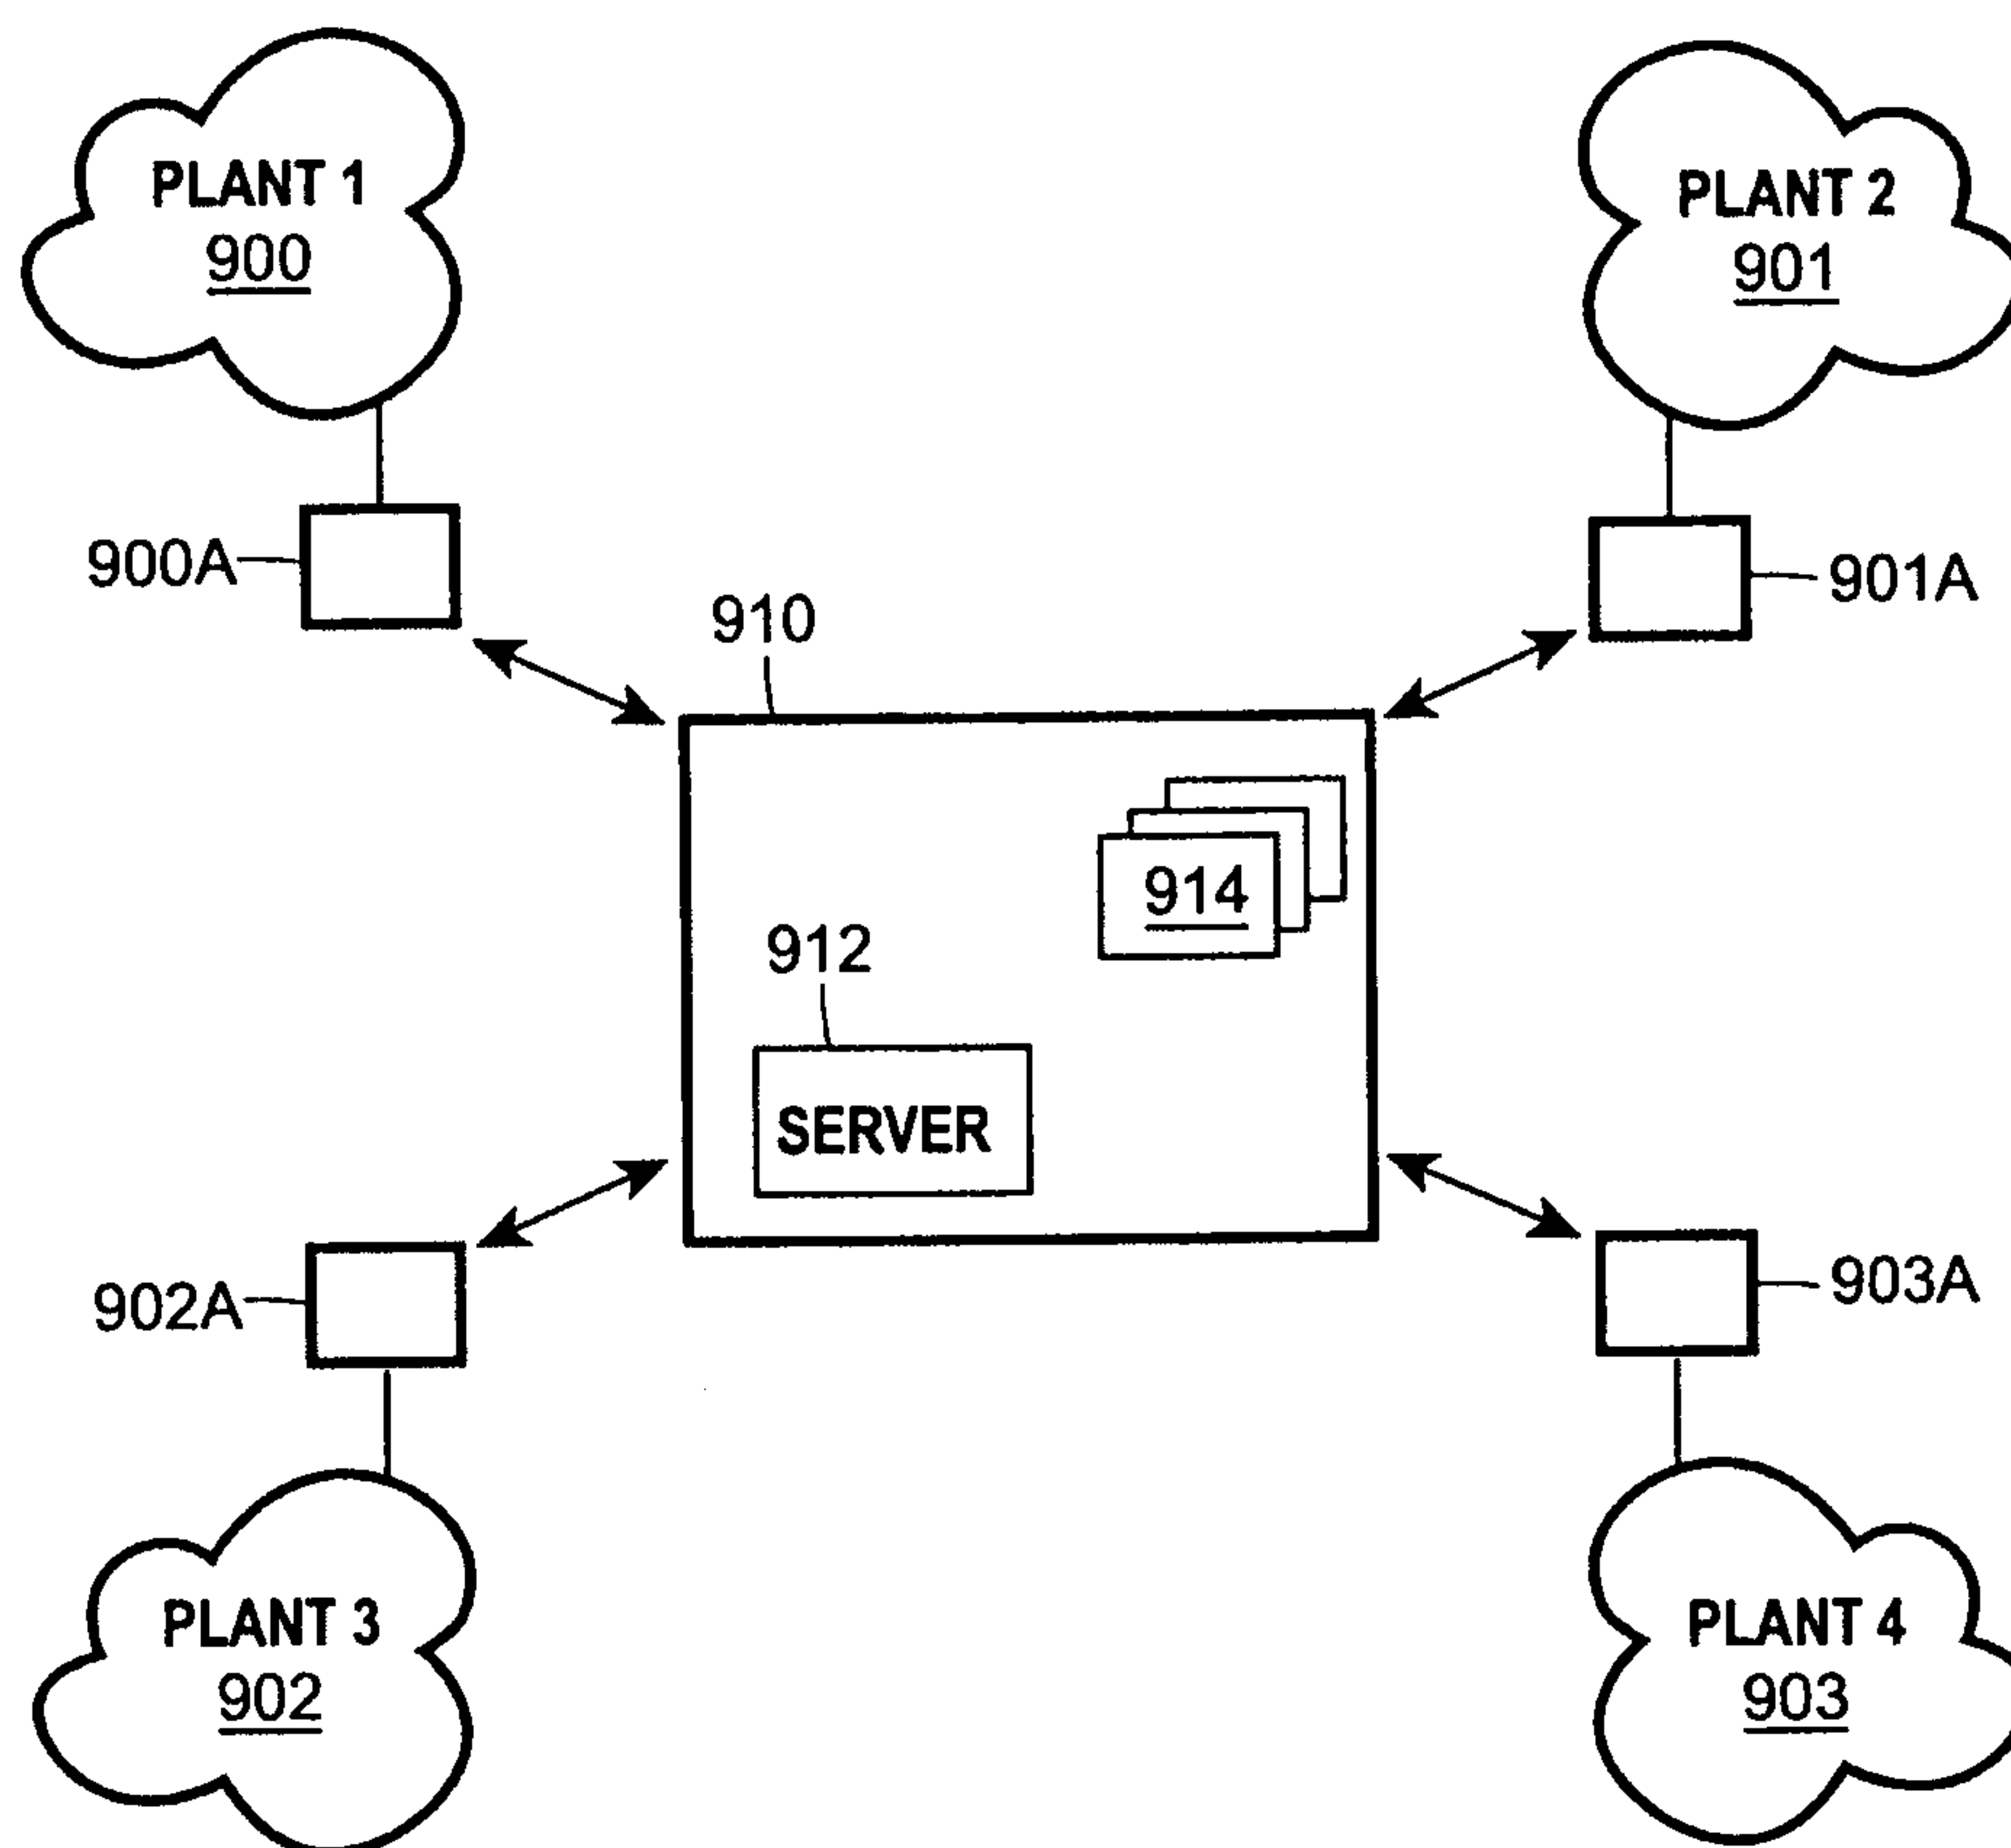 PLANT 1
900
PLANT 2
901
900A
901A
910
914
912
SERVER
902A
903A
PLANT 3
902
PLANT 4
903